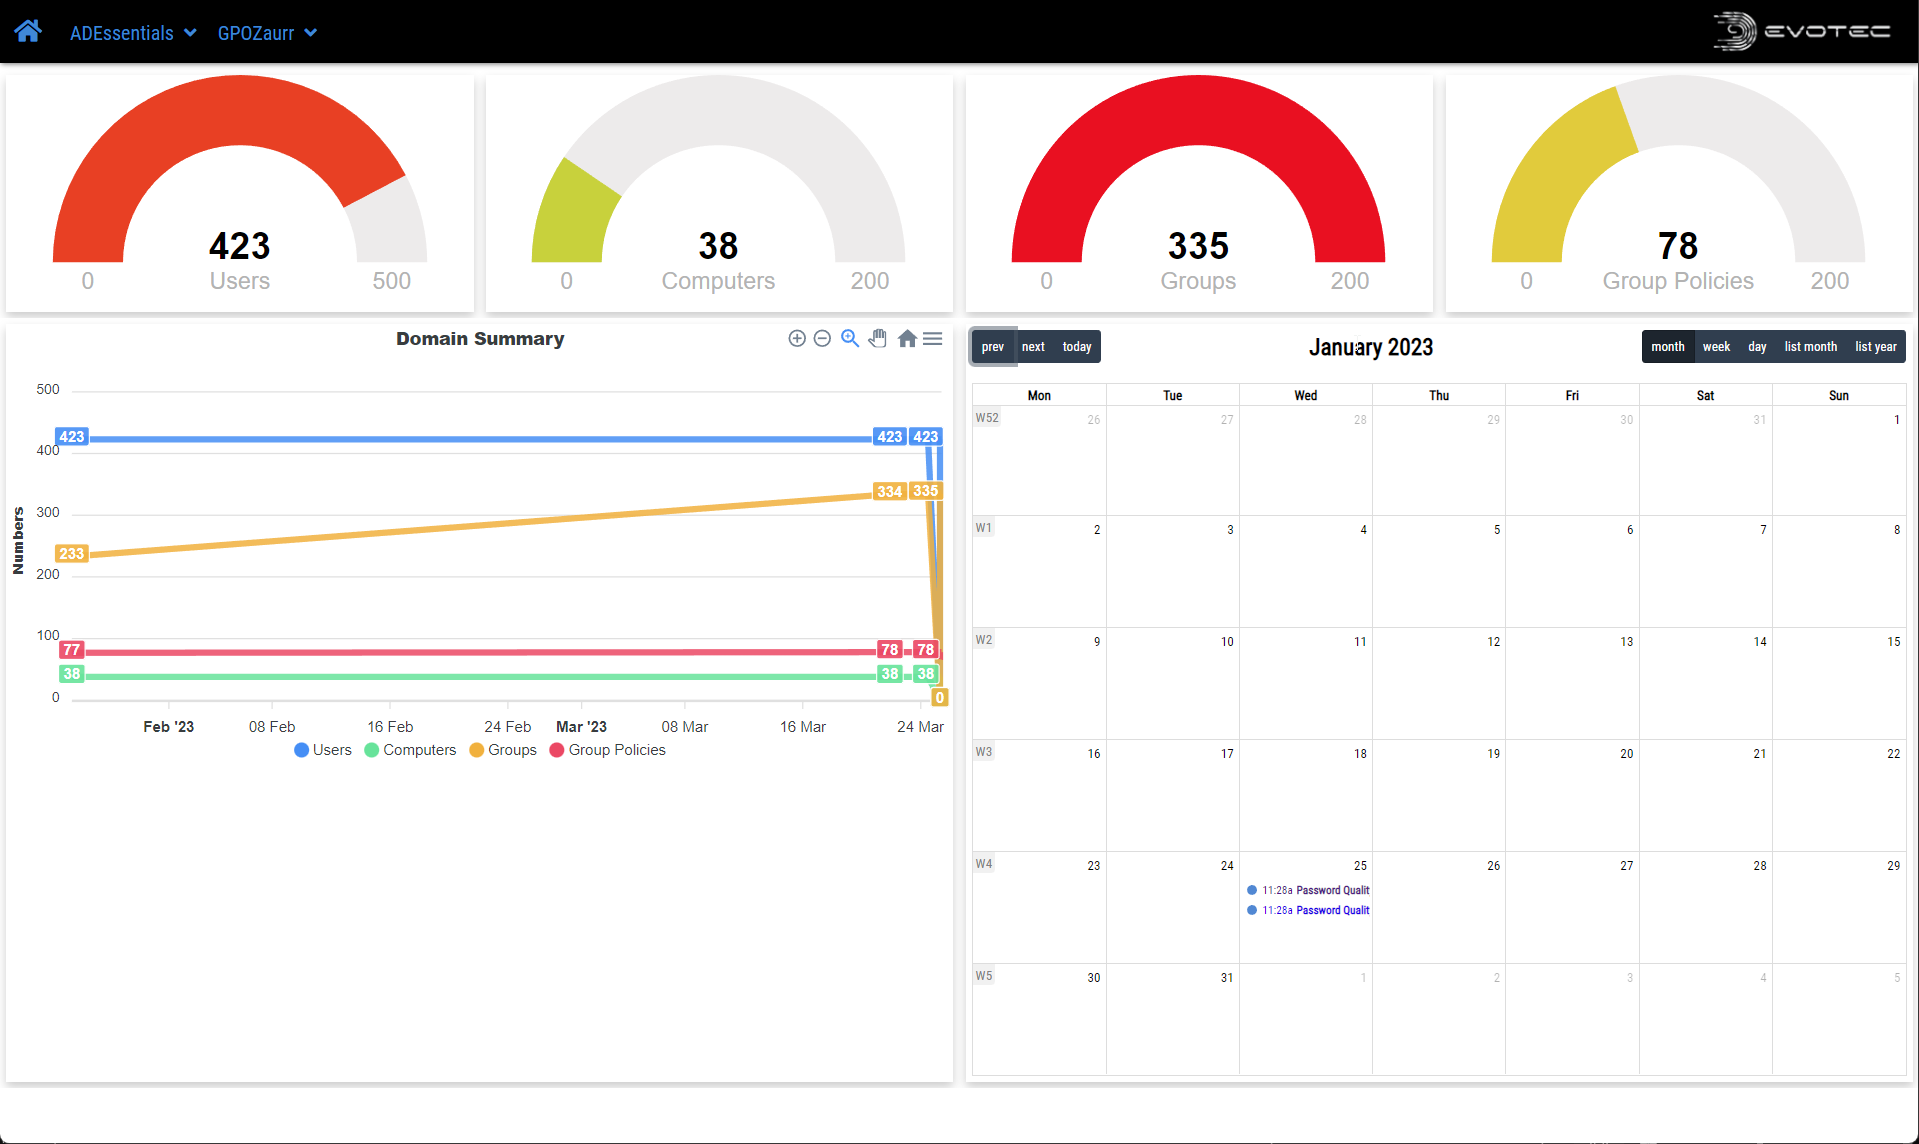 ADEssentials GPOZaurr EVOTEC
423
0 Users 500
38
0 Computers 200
335
0 Groups 200
78
0 Group Policies 200
Domain Summary
Numbers
500
400
300
200
100
0
423 423 423
334 335
233
77 78 78
38 38 38
0
Feb '23 08 Feb 16 Feb 24 Feb Mar '23 08 Mar 16 Mar 24 Mar
Users Computers Groups Group Policies
prev next today January 2023 month week day list month list year
Mon Tue Wed Thu Fri Sat Sun
W52 26 27 28 29 30 31 1
W1 2 3 4 5 6 7 8
W2 9 10 11 12 13 14 15
W3 16 17 18 19 20 21 22
W4 23 24 25 26 27 28 29
11:28a Password Qualit
11:28a Password Qualit
W5 30 31 1 2 3 4 5